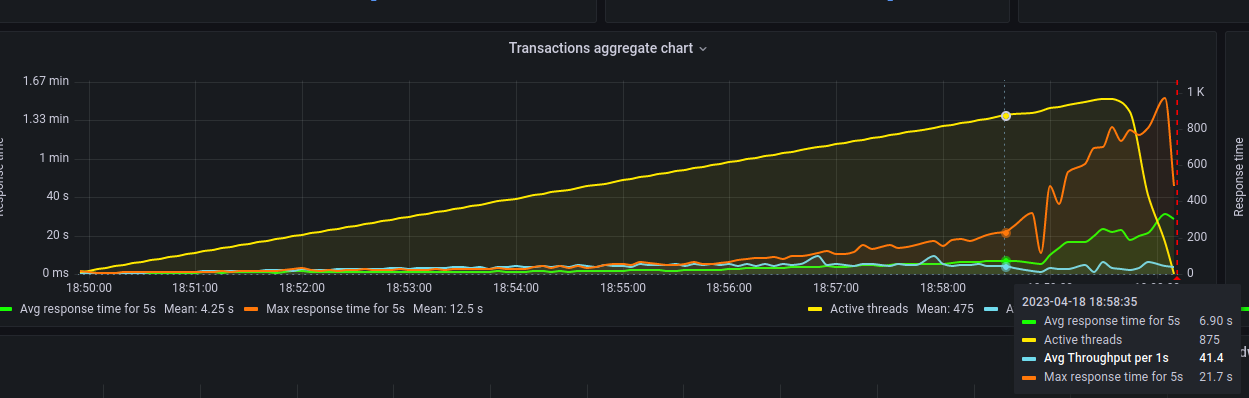 Transactions aggregate chart
1.67 min
1.33 min
1 min
40 s
20 s
0 ms
1 K
800
600
400
200
0
Response time
18:50:00
18:51:00
18:52:00
18:53:00
18:54:00
18:55:00
18:56:00
18:57:00
18:58:00
Avg response time for 5s Mean: 4.25 s
Max response time for 5s Mean: 12.5 s
Active threads Mean: 475
A
2023-04-18 18:58:35
Avg response time for 5s 6.90 s
Active threads 875
Avg Throughput per 1s 41.4
Max response time for 5s 21.7 s